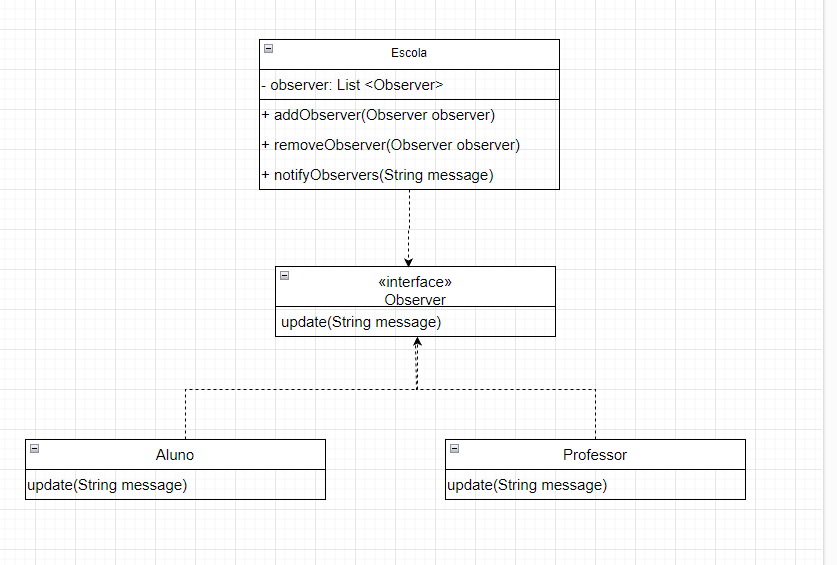 Escola
- observer: List <Observer>
+ addObserver(Observer observer)
+ removeObserver(Observer observer)
+ notifyObservers(String message)
«interface»
Observer
update(String message)
Aluno
update(String message)
Professor
update(String message)